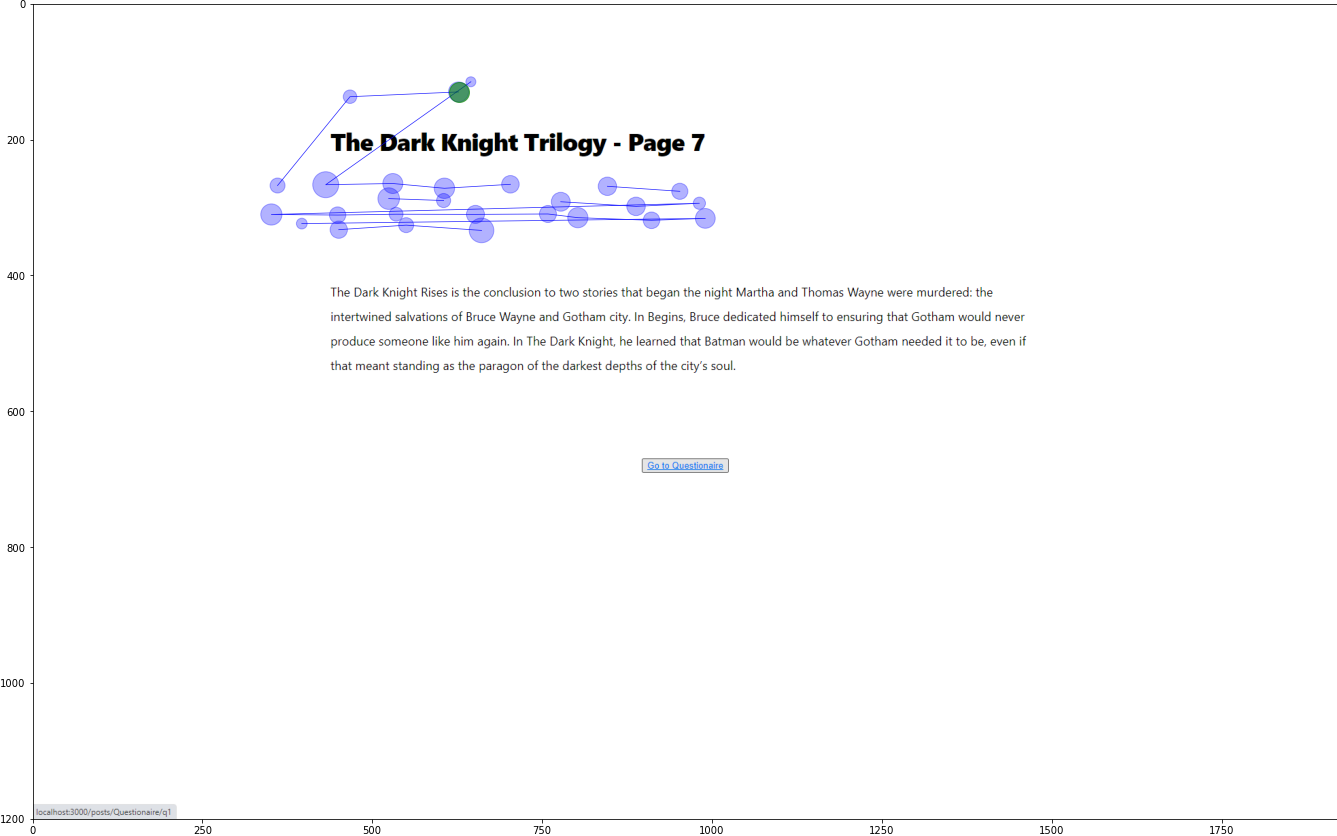 0
200
The Dark Knight Trilogy - Page 7
400
The Dark Knight Rises is the conclusion to two stories that began the night Martha and Thomas Wayne were murdered: the
intertwined salvations of Bruce Wayne and Gotham city. In Begins, Bruce dedicated himself to ensuring that Gotham would never
produce someone like him again. In The Dark Knight, he learned that Batman would be whatever Gotham needed it to be, even if
that meant standing as the paragon of the darkest depths of the city's soul.
600
Go to Questionaire
800
1000
localhost:3000/posts/Questionaire/q1
1200
0 250 500 750 1000 1250 1500 1750